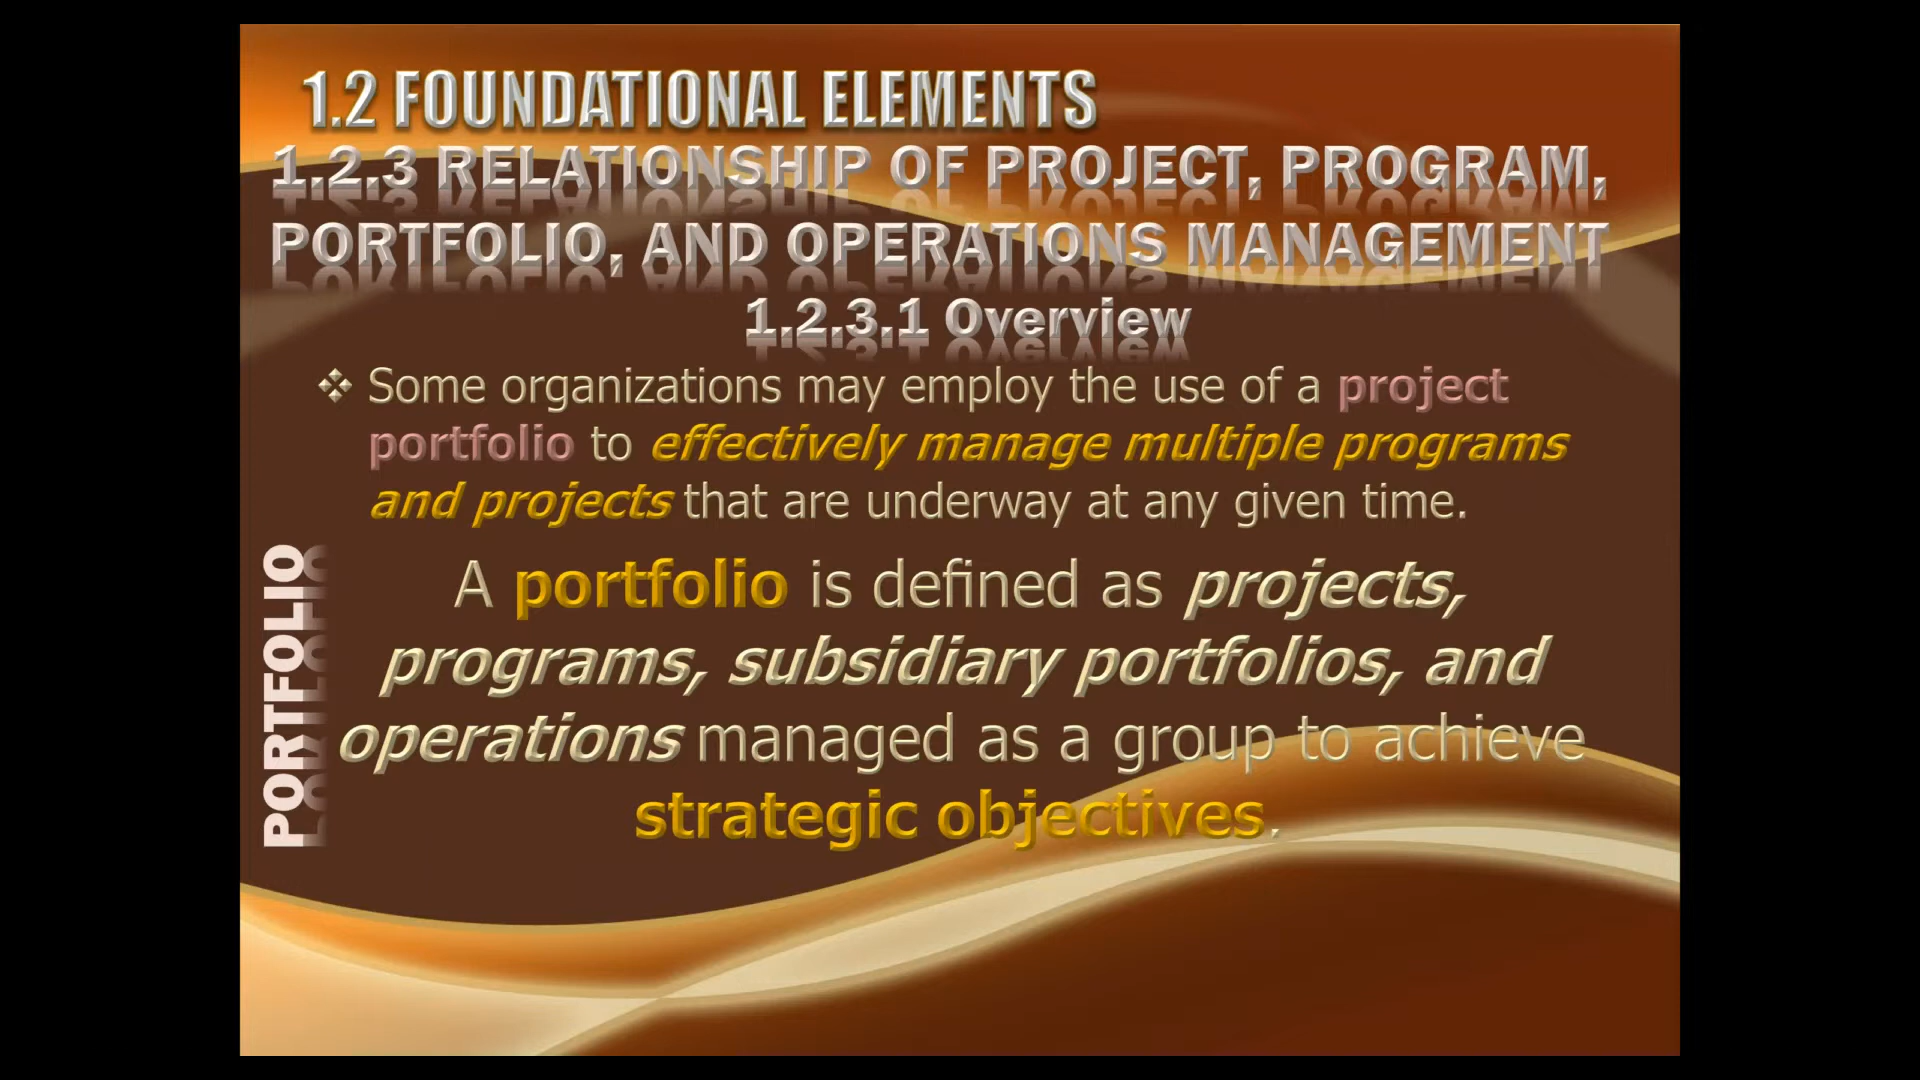 1.2 FOUNDATIONAL ELEMENTS
1.2.3 RELATIONSHIP OF PROJECT, PROGRAM,
PORTFOLIO, AND OPERATIONS MANAGEMENT
1.2.3.1 Overview
❖ Some organizations may employ the use of a project
portfolio to effectively manage multiple programs
and projects that are underway at any given time.
PORTFOLIO
A portfolio is defined as projects,
programs, subsidiary portfolios, and
operations managed as a group to achieve
strategic objectives.